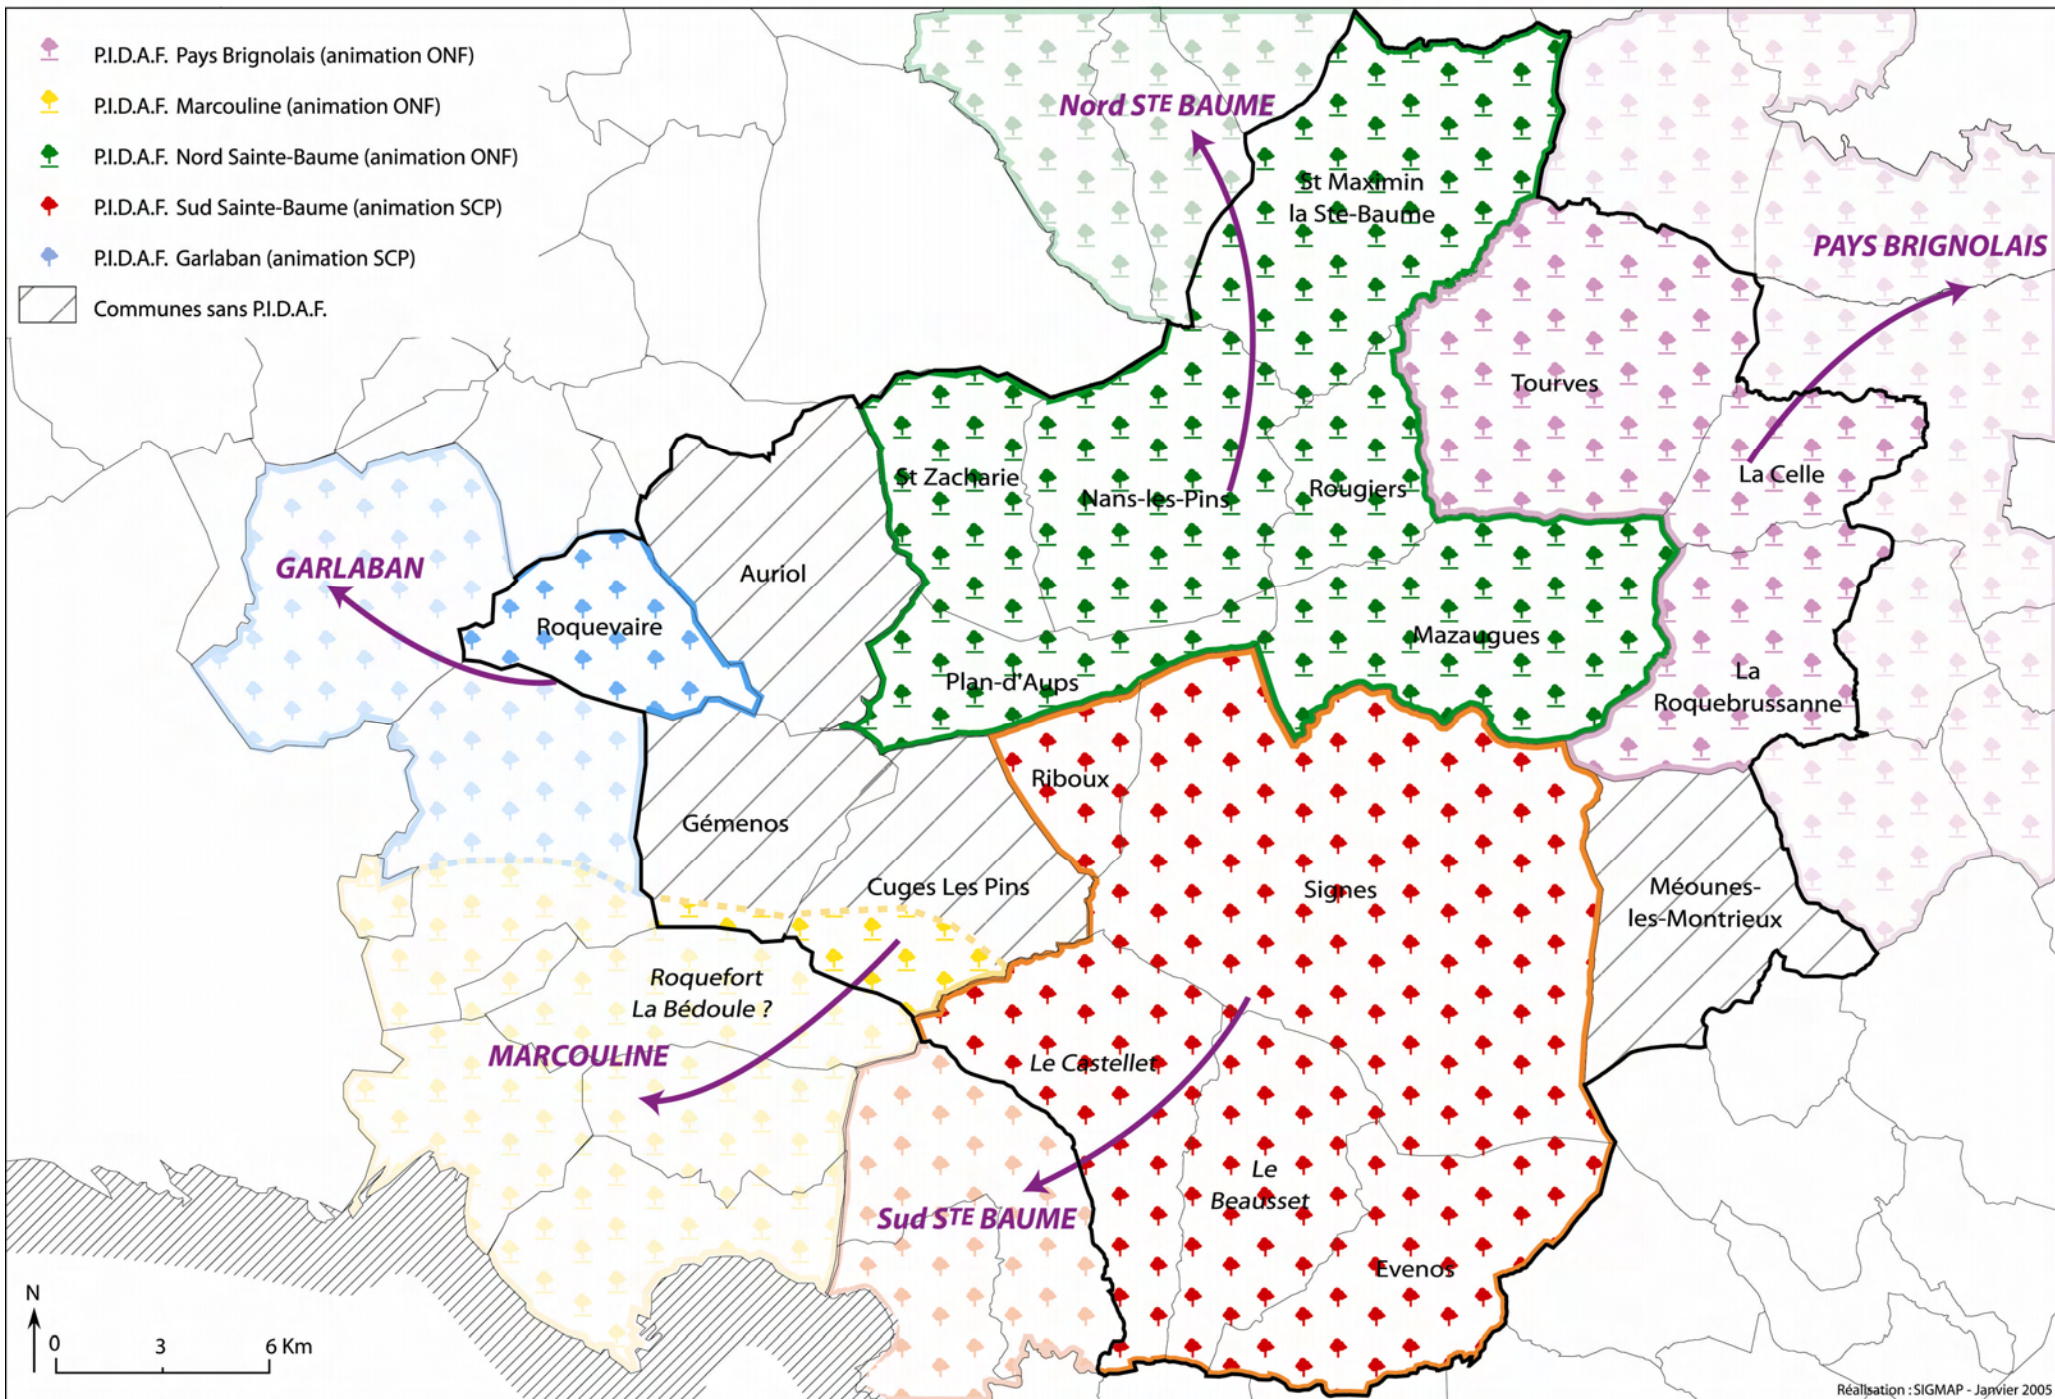 P.I.D.A.F. Pays Brignolais (animation ONF)
P.I.D.A.F. Marcouline (animation ONF)
P.I.D.A.F. Nord Sainte-Baume (animation ONF)
P.I.D.A.F. Sud Sainte-Baume (animation SCP)
P.I.D.A.F. Garlaban (animation SCP)
Communes sans P.I.D.A.F.
Nord STE BAUME
St Maximin
la Ste-Baume
PAYS BRIGNOLAIS
Tourves
La Celle
St Zacharie
Nans-les-Pins
Rougiers
GARLABAN
Auriol
Roquevaire
Mazaugues
Plan-d'Aups
La
Roquebrussanne
Riboux
Gémenos
Cuges Les Pins
Signes
Méounes-
les-Montrieux
Roquefort
La Bédoule ?
MARCOULINE
Le Castellet
Le
Beausset
Sud STE BAUME
Evenos
N
0 3 6 Km
Réalisation : SIGMAP - Janvier 2005